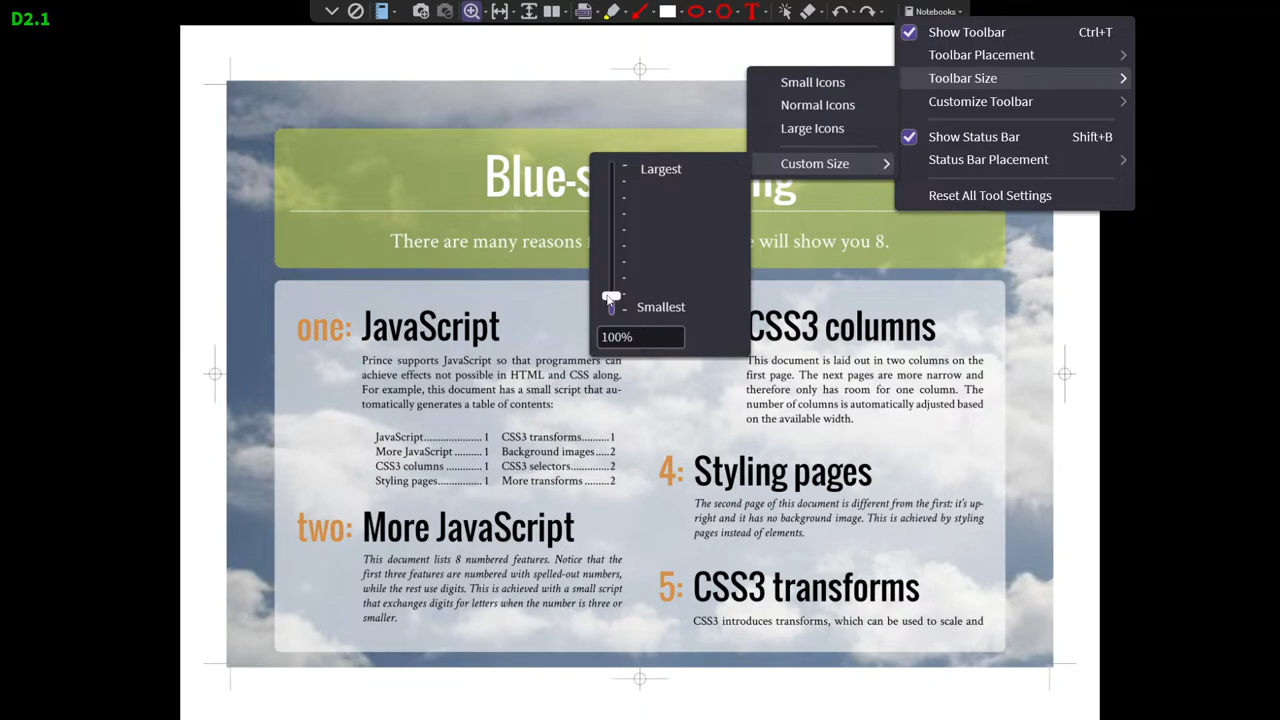 D2.1
Notebooks
Show Toolbar Ctrl+T
Toolbar Placement
Toolbar Size
Customize Toolbar
Show Status Bar Shift+B
Status Bar Placement
Reset All Tool Settings
Small Icons
Normal Icons
Large Icons
Custom Size
Largest
Smallest
100%
Blue-s
There are many reasons
will show you 8.
one: JavaScript
Prince supports JavaScript so that programmers can
achieve effects not possible in HTML and CSS along.
For example, this document has a small script that au-
tomatically generates a table of contents:
JavaScript..................... 1 CSS3 transforms..........1
More JavaScript ........... 1 Background images....2
CSS3 columns .............. 1 CSS3 selectors..............2
Styling pages................ 1 More transforms .........2
two: More JavaScript
This document lists 8 numbered features. Notice that the
first three features are numbered with spelled-out numbers,
while the rest use digits. This is achieved with a small script
that exchanges digits for letters when the number is three or
smaller.
CSS3 columns
This document is laid out in two columns on the
first page. The next pages are more narrow and
therefore only has room for one column. The
number of columns is automatically adjusted based
on the available width.
4: Styling pages
The second page of this document is different from the first: it's up-
right and it has no background image. This is achieved by styling
pages instead of elements.
5: CSS3 transforms
CSS3 introduces transforms, which can be used to scale and